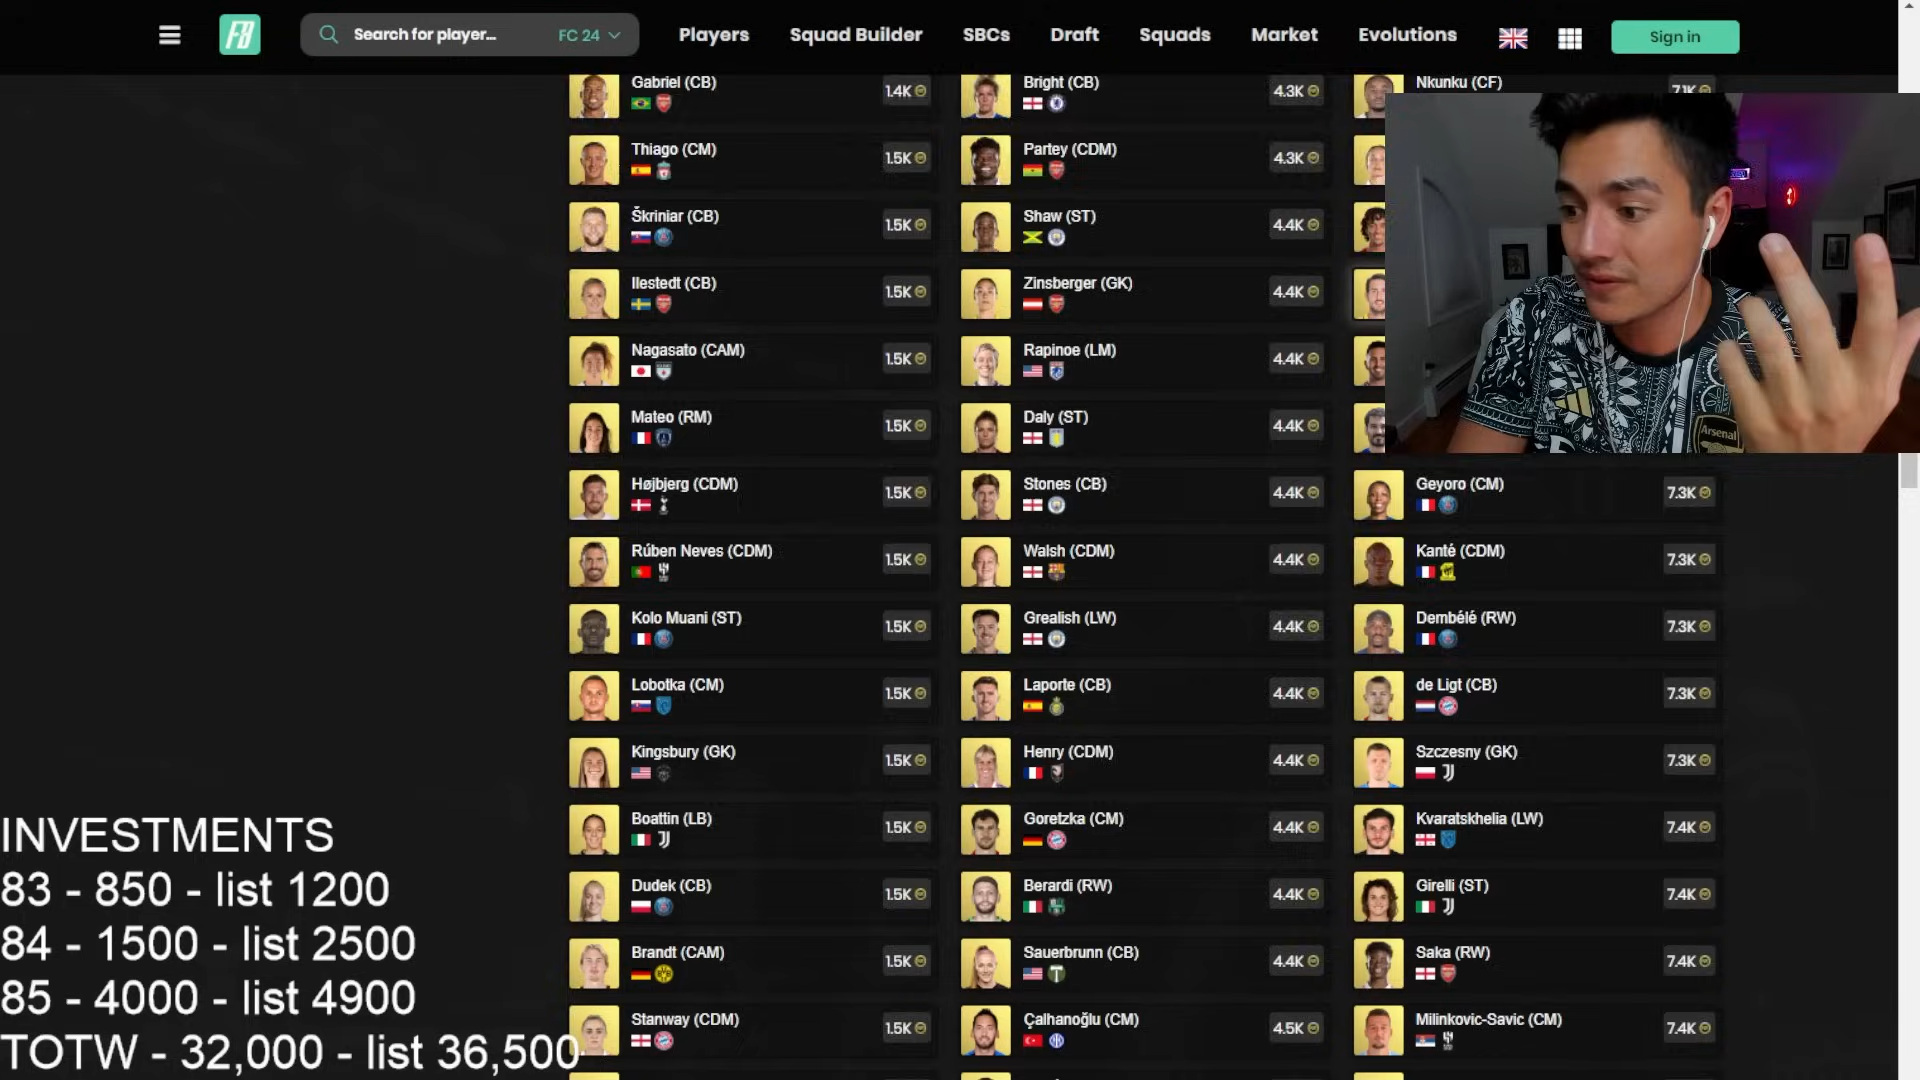 FB
Search for player...
FC 24
Players
Squad Builder
SBCs
Draft
Squads
Market
Evolutions
Sign in
Gabriel (CB)
1.4K
Thiago (CM)
1.5K
Škriniar (CB)
1.5K
Ilestedt (CB)
1.5K
Nagasato (CAM)
1.5K
Mateo (RM)
1.5K
Højbjerg (CDM)
1.5K
Rúben Neves (CDM)
1.5K
Kolo Muani (ST)
1.5K
Lobotka (CM)
1.5K
Kingsbury (GK)
1.5K
Boattin (LB)
1.5K
Dudek (CB)
1.5K
Brandt (CAM)
1.5K
Stanway (CDM)
1.5K
Bright (CB)
4.3K
Partey (CDM)
4.3K
Shaw (ST)
4.4K
Zinsberger (GK)
4.4K
Rapinoe (LM)
4.4K
Daly (ST)
4.4K
Stones (CB)
4.4K
Walsh (CDM)
4.4K
Grealish (LW)
4.4K
Laporte (CB)
4.4K
Henry (CDM)
4.4K
Goretzka (CM)
4.4K
Berardi (RW)
4.4K
Sauerbrunn (CB)
4.4K
Çalhanoğlu (CM)
4.5K
Nkunku (CF)
7.1K
Geyoro (CM)
7.3K
Kanté (CDM)
7.3K
Dembélé (RW)
7.3K
de Ligt (CB)
7.3K
Szczesny (GK)
7.3K
Kvaratskhelia (LW)
7.4K
Girelli (ST)
7.4K
Saka (RW)
7.4K
Milinkovic-Savic (CM)
7.4K
Arsenal
INVESTMENTS
83 - 850 - list 1200
84 - 1500 - list 2500
85 - 4000 - list 4900
TOTW - 32,000 - list 36,500